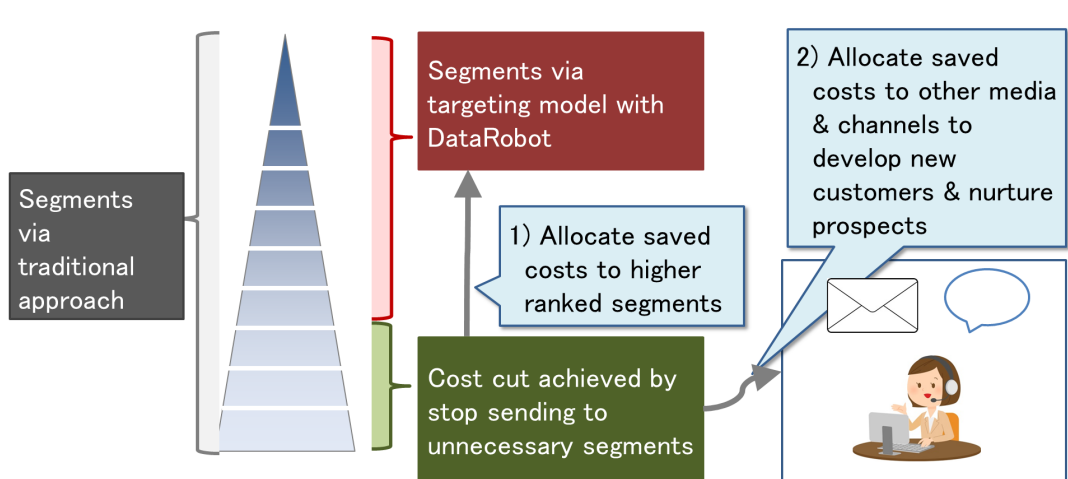 Segments
via
traditional
approach
Segments via
targeting model with
DataRobot
1) Allocate saved
costs to higher
ranked segments
Cost cut achieved by
stop sending to
unnecessary segments
2) Allocate saved
costs to other media
& channels to
develop new
customers & nurture
prospects